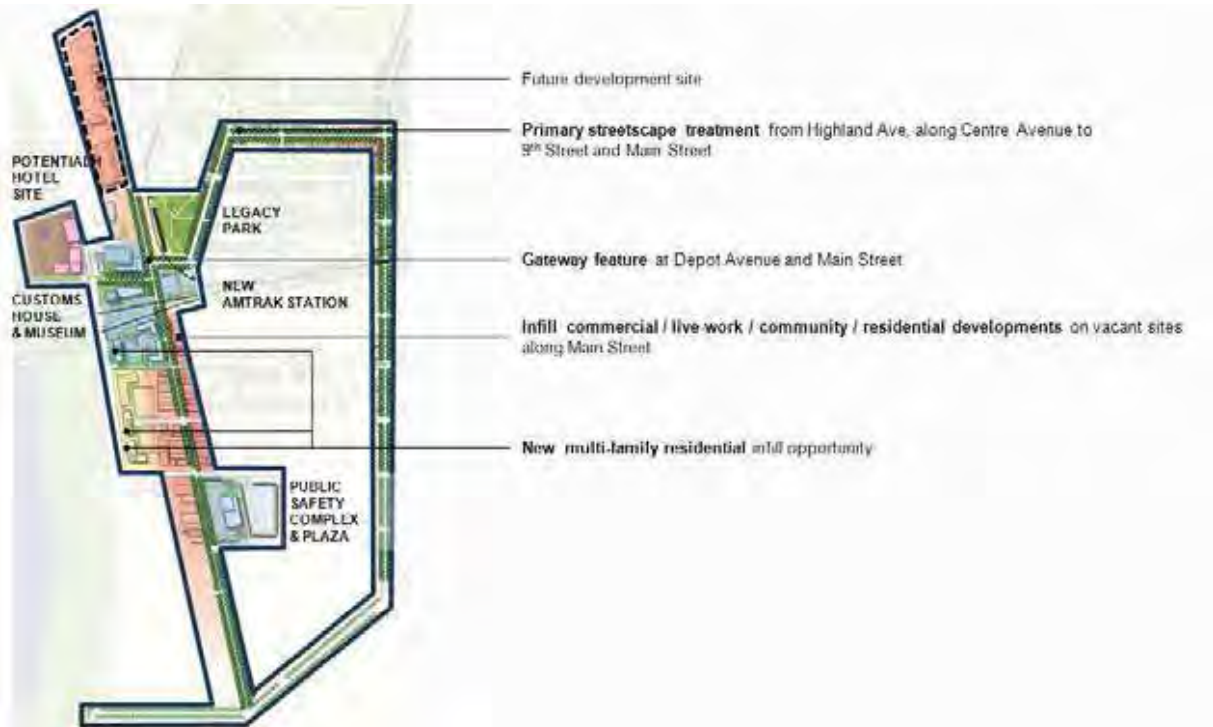 Future development site
Primary streetscape treatment from Highland Ave, along Centre Avenue to
9th Street and Main Street
POTENTIAL
HOTEL
SITE
LEGACY
PARK
Gateway feature at Depot Avenue and Main Street
NEW
AMTRAK STATION
CUSTOMS
HOUSE
& MUSEUM
Infill commercial / live-work / community / residential developments on vacant sites
along Main Street
New multi-family residential infill opportunity
PUBLIC
SAFETY
COMPLEX
& PLAZA